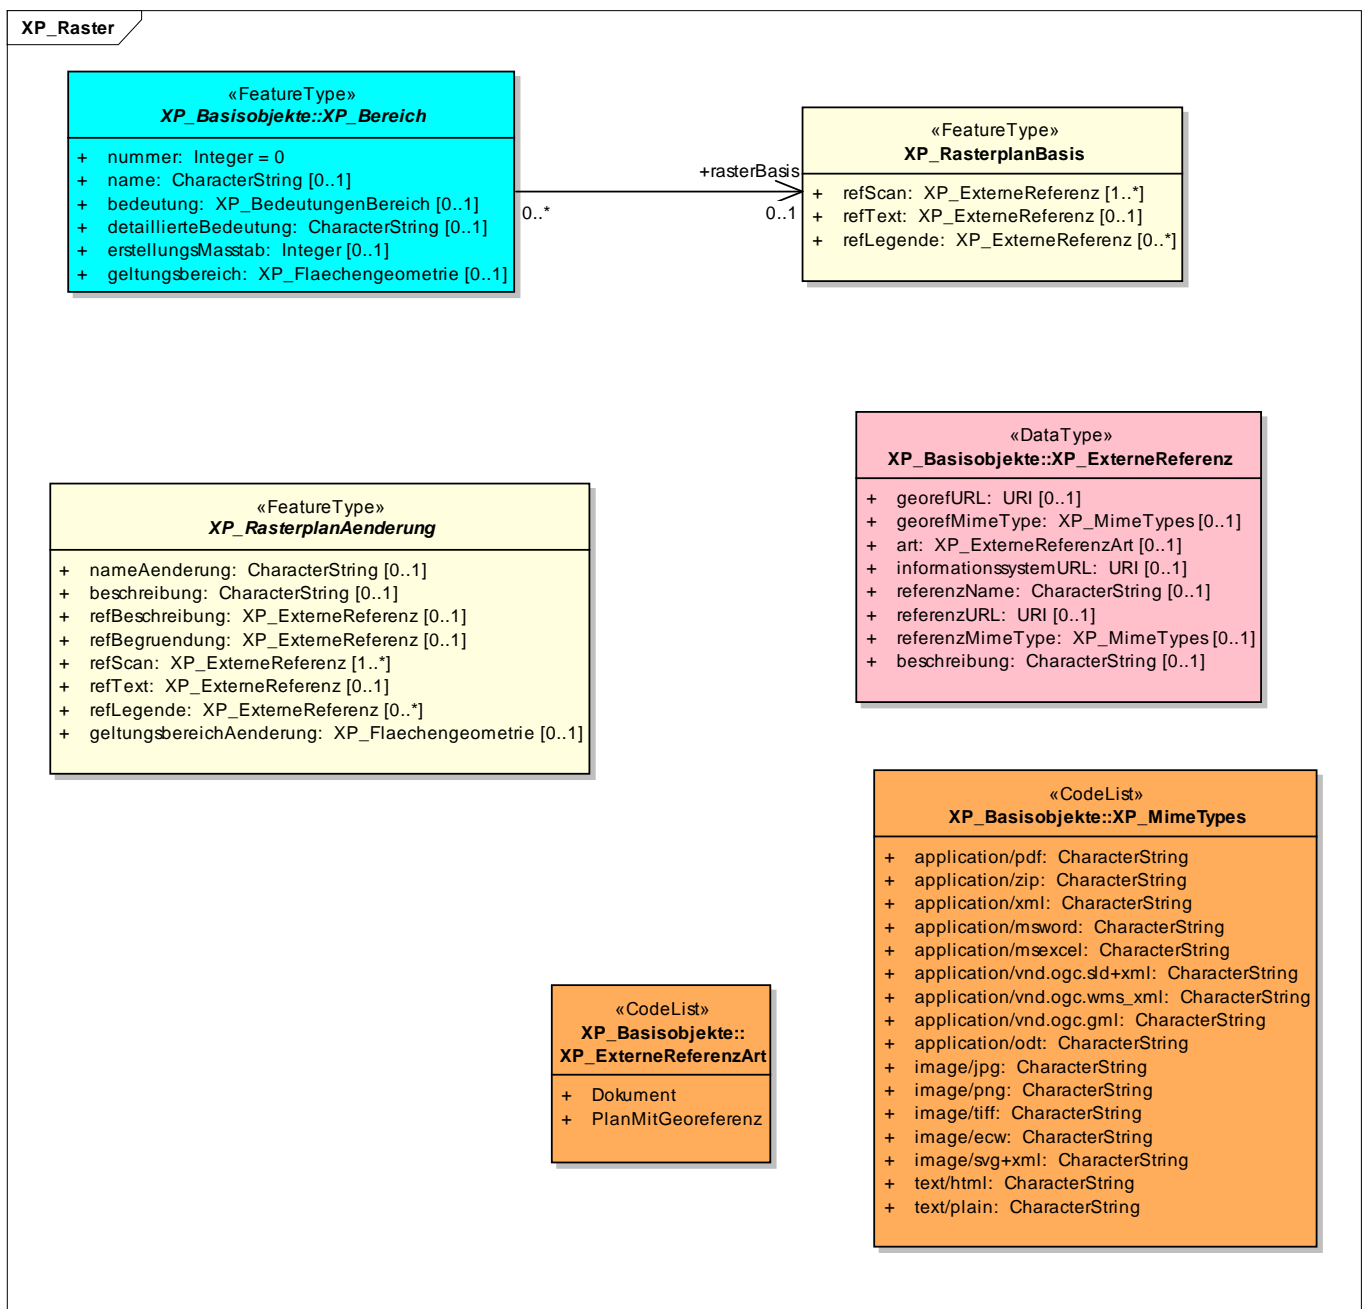 XP_Raster
«FeatureType»
XP_Basisobjekte::XP_Bereich
+ nummer: Integer = 0
+ name: CharacterString [0..1]
+ bedeutung: XP_BedeutungenBereich [0..1]
+ detaillierteBedeutung: CharacterString [0..1]
+ erstellungsMasstab: Integer [0..1]
+ geltungsbereich: XP_Flaechengeometrie [0..1]
+rasterBasis
0..*
0..1
«FeatureType»
XP_RasterplanBasis
+ refScan: XP_ExterneReferenz [1..*]
+ refText: XP_ExterneReferenz [0..1]
+ refLegende: XP_ExterneReferenz [0..*]
«DataType»
XP_Basisobjekte::XP_ExterneReferenz
+ georefURL: URI [0..1]
+ georefMimeType: XP_MimeTypes [0..1]
+ art: XP_ExterneReferenzArt [0..1]
+ informationssystemURL: URI [0..1]
+ referenzName: CharacterString [0..1]
+ referenzURL: URI [0..1]
+ referenzMimeType: XP_MimeTypes [0..1]
+ beschreibung: CharacterString [0..1]
«FeatureType»
XP_RasterplanAenderung
+ nameAenderung: CharacterString [0..1]
+ beschreibung: CharacterString [0..1]
+ refBeschreibung: XP_ExterneReferenz [0..1]
+ refBegruendung: XP_ExterneReferenz [0..1]
+ refScan: XP_ExterneReferenz [1..*]
+ refText: XP_ExterneReferenz [0..1]
+ refLegende: XP_ExterneReferenz [0..*]
+ geltungsbereichAenderung: XP_Flaechengeometrie [0..1]
«CodeList»
XP_Basisobjekte::XP_MimeTypes
+ application/pdf: CharacterString
+ application/zip: CharacterString
+ application/xml: CharacterString
+ application/msword: CharacterString
+ application/msexcel: CharacterString
+ application/vnd.ogc.sld+xml: CharacterString
+ application/vnd.ogc.wms_xml: CharacterString
+ application/vnd.ogc.gml: CharacterString
+ application/odt: CharacterString
+ image/jpg: CharacterString
+ image/png: CharacterString
+ image/tiff: CharacterString
+ image/ecw: CharacterString
+ image/svg+xml: CharacterString
+ text/html: CharacterString
+ text/plain: CharacterString
«CodeList»
XP_Basisobjekte::
XP_ExterneReferenzArt
+ Dokument
+ PlanMitGeoreferenz